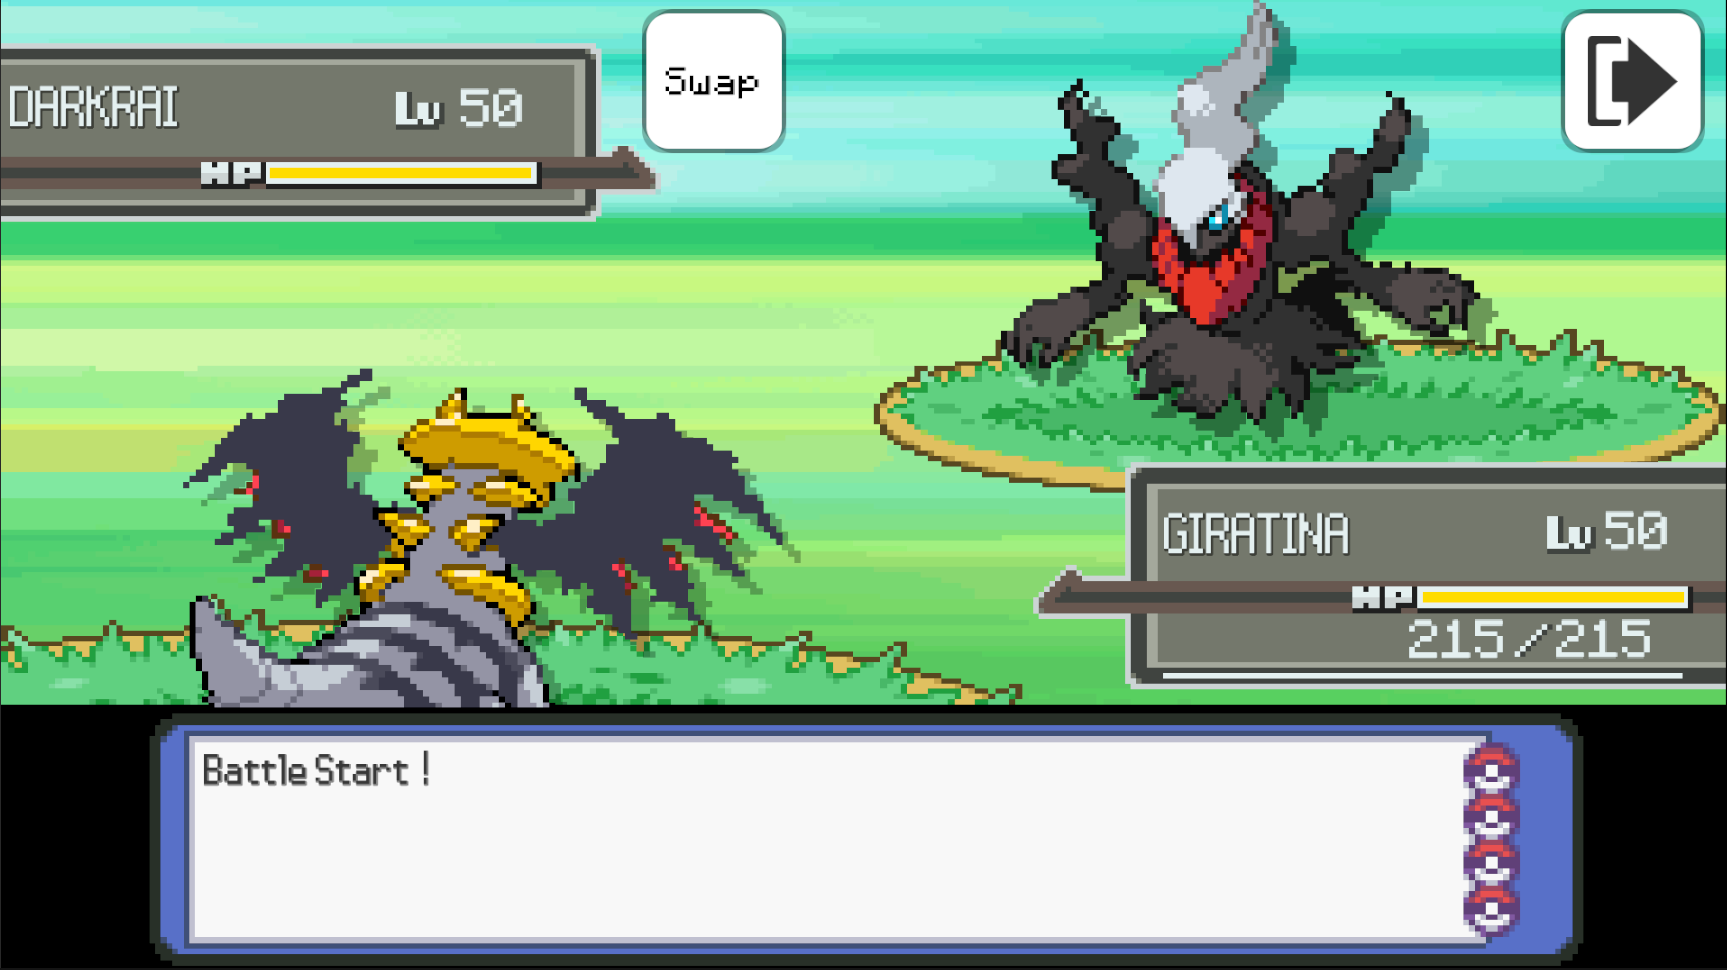 DARKRAI Lv 50
HP
Swap
GIRATINA Lv 50
HP
215/215
Battle Start !